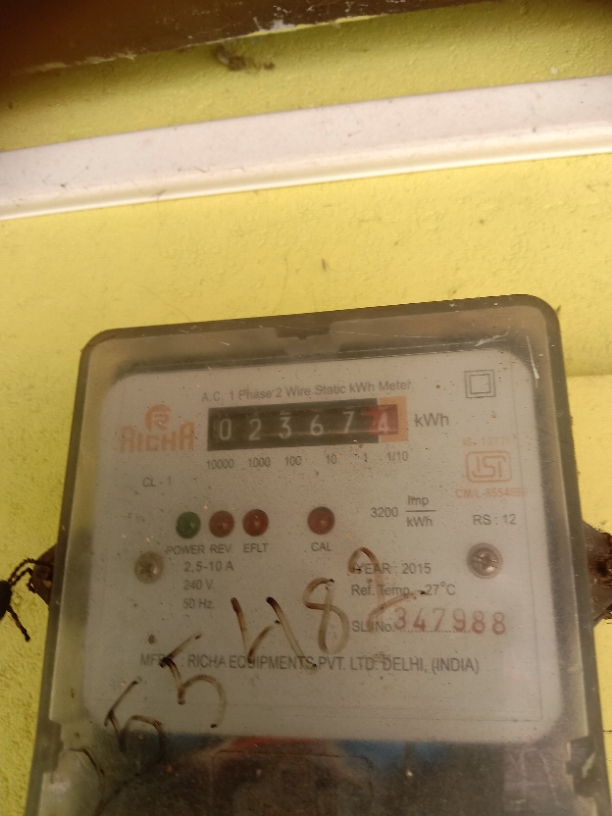 A.C. 1 Phase 2 Wire Static kWh Meter
RICHA
023674 kWh
10000 1000 100 10 1 1/10
CL - 1
ISI
3200 Imp/kWh
RS : 12
POWER REV EFLT CAL
2.5-10 A
240 V
50 Hz.
YEAR : 2015
Ref. Temp. 27°C
Sl. No. 347988
RICHA EQUIPMENTS PVT. LTD. DELHI, (INDIA)